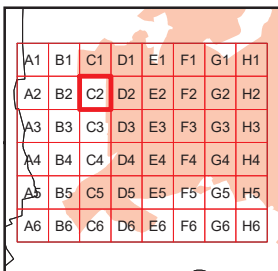 A1 B1 C1 D1 E1 F1 G1 H1
A2 B2 C2 D2 E2 F2 G2 H2
A3 B3 C3 D3 E3 F3 G3 H3
A4 B4 C4 D4 E4 F4 G4 H4
A5 B5 C5 D5 E5 F5 G5 H5
A6 B6 C6 D6 E6 F6 G6 H6